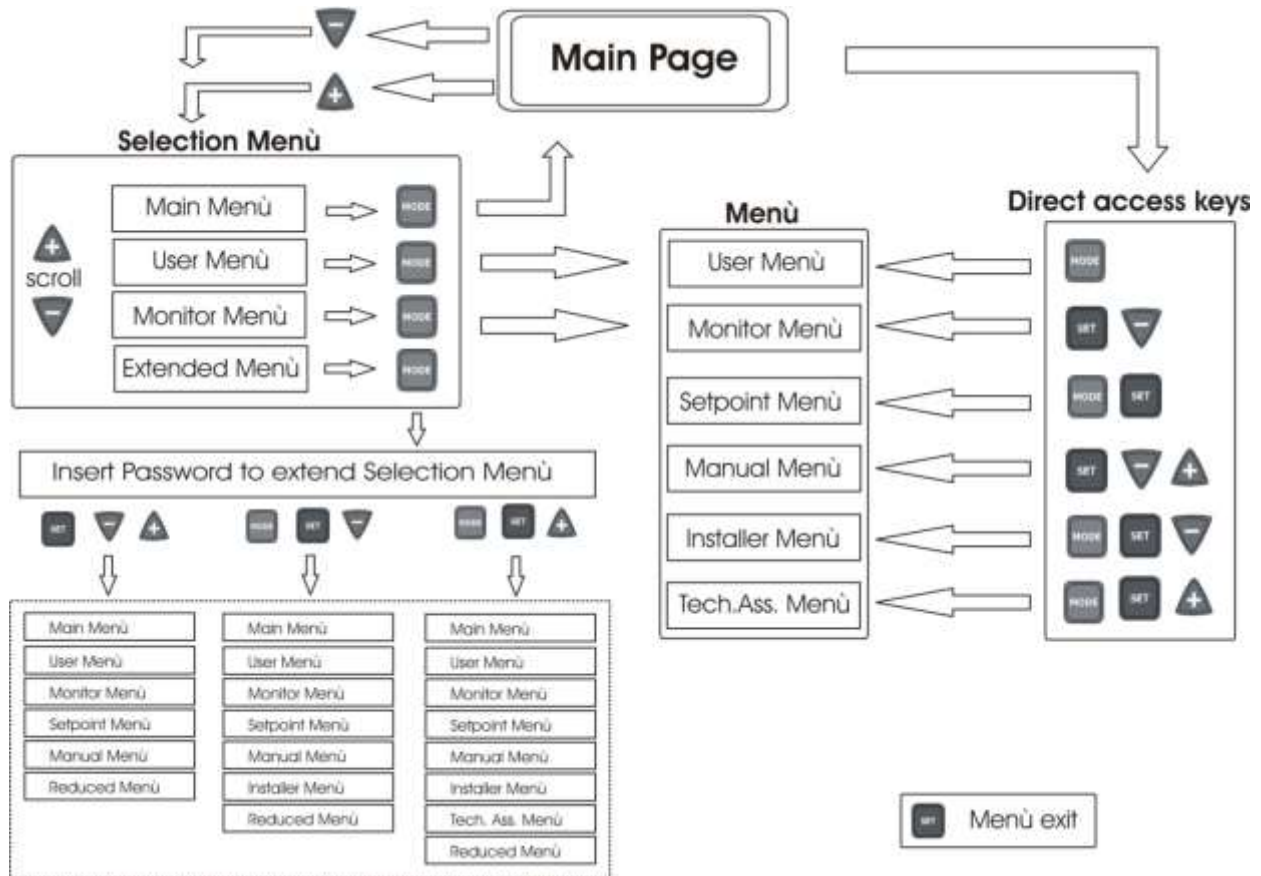 Main Page
−
+
Selection Menù
Main Menù MODE
User Menù MODE
Monitor Menù MODE
Extended Menù MODE
+
scroll
−
Insert Password to extend Selection Menù
SET − +
MODE SET −
MODE SET +
Main Menù
User Menù
Monitor Menù
Setpoint Menù
Manual Menù
Reduced Menù
Main Menù
User Menù
Monitor Menù
Setpoint Menù
Manual Menù
Installer Menù
Reduced Menù
Main Menù
User Menù
Monitor Menù
Setpoint Menù
Manual Menù
Installer Menù
Tech. Ass. Menù
Reduced Menù
Menù
User Menù
Monitor Menù
Setpoint Menù
Manual Menù
Installer Menù
Tech.Ass. Menù
Direct access keys
MODE
SET −
MODE SET
SET − +
MODE SET −
MODE SET +
SET Menù exit